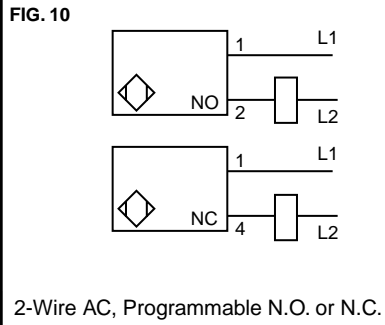 FIG. 10
1 L1
NO
2 L2
1 L1
NC
4 L2
2-Wire AC, Programmable N.O. or N.C.